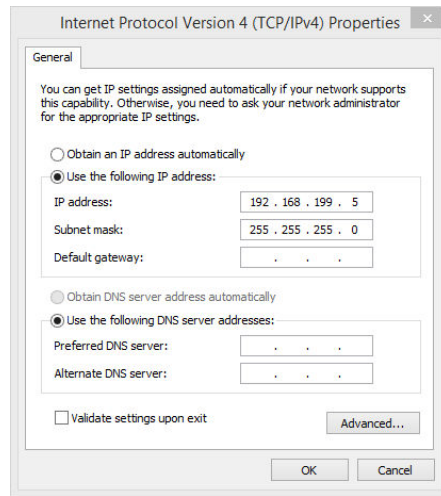 Internet Protocol Version 4 (TCP/IPv4) Properties
General
You can get IP settings assigned automatically if your network supports
this capability. Otherwise, you need to ask your network administrator
for the appropriate IP settings.
Obtain an IP address automatically
Use the following IP address:
IP address: 192 . 168 . 199 . 5
Subnet mask: 255 . 255 . 255 . 0
Default gateway: . . .
Obtain DNS server address automatically
Use the following DNS server addresses:
Preferred DNS server: . . .
Alternate DNS server: . . .
Validate settings upon exit
Advanced...
OK Cancel